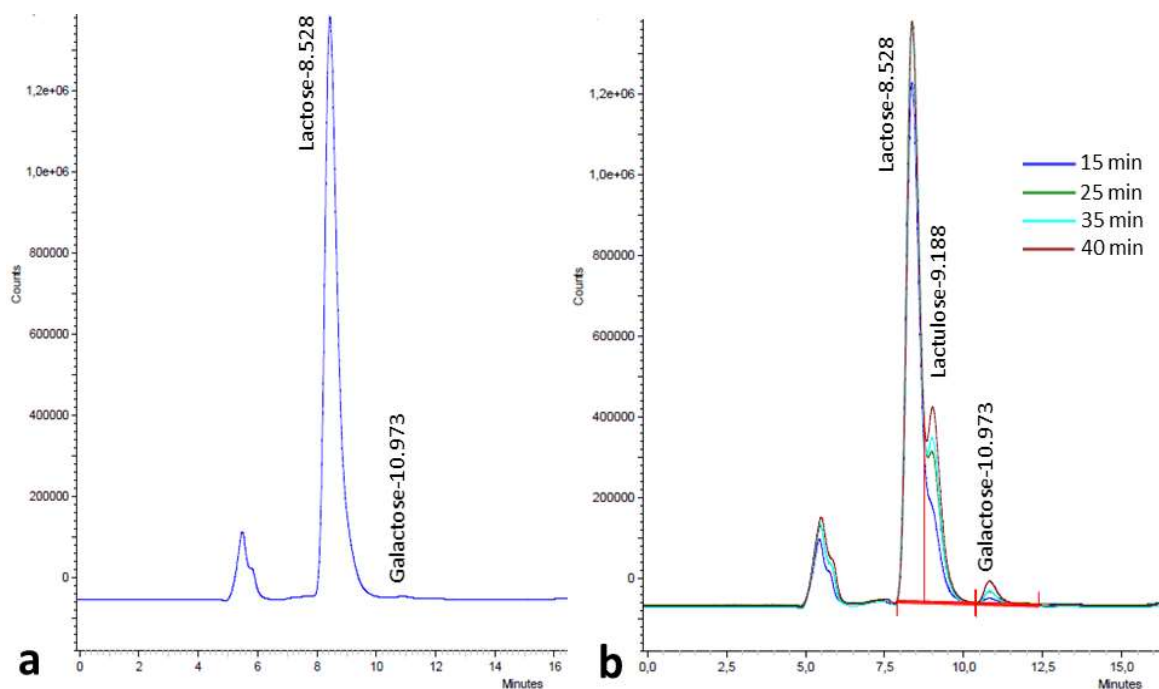 Lactose-8.528
Galactose-10.973
1,2e+06
1,0e+06
800000
600000
400000
200000
0
Counts
0 2 4 6 8 10 12 14 16
Minutes
a
Lactose-8.528
Lactulose-9.188
Galactose-10.973
15 min
25 min
35 min
40 min
1,2e+06
1,0e+06
800000
600000
400000
200000
0
Counts
0,0 2,5 5,0 7,5 10,0 12,5 15,0
Minutes
b